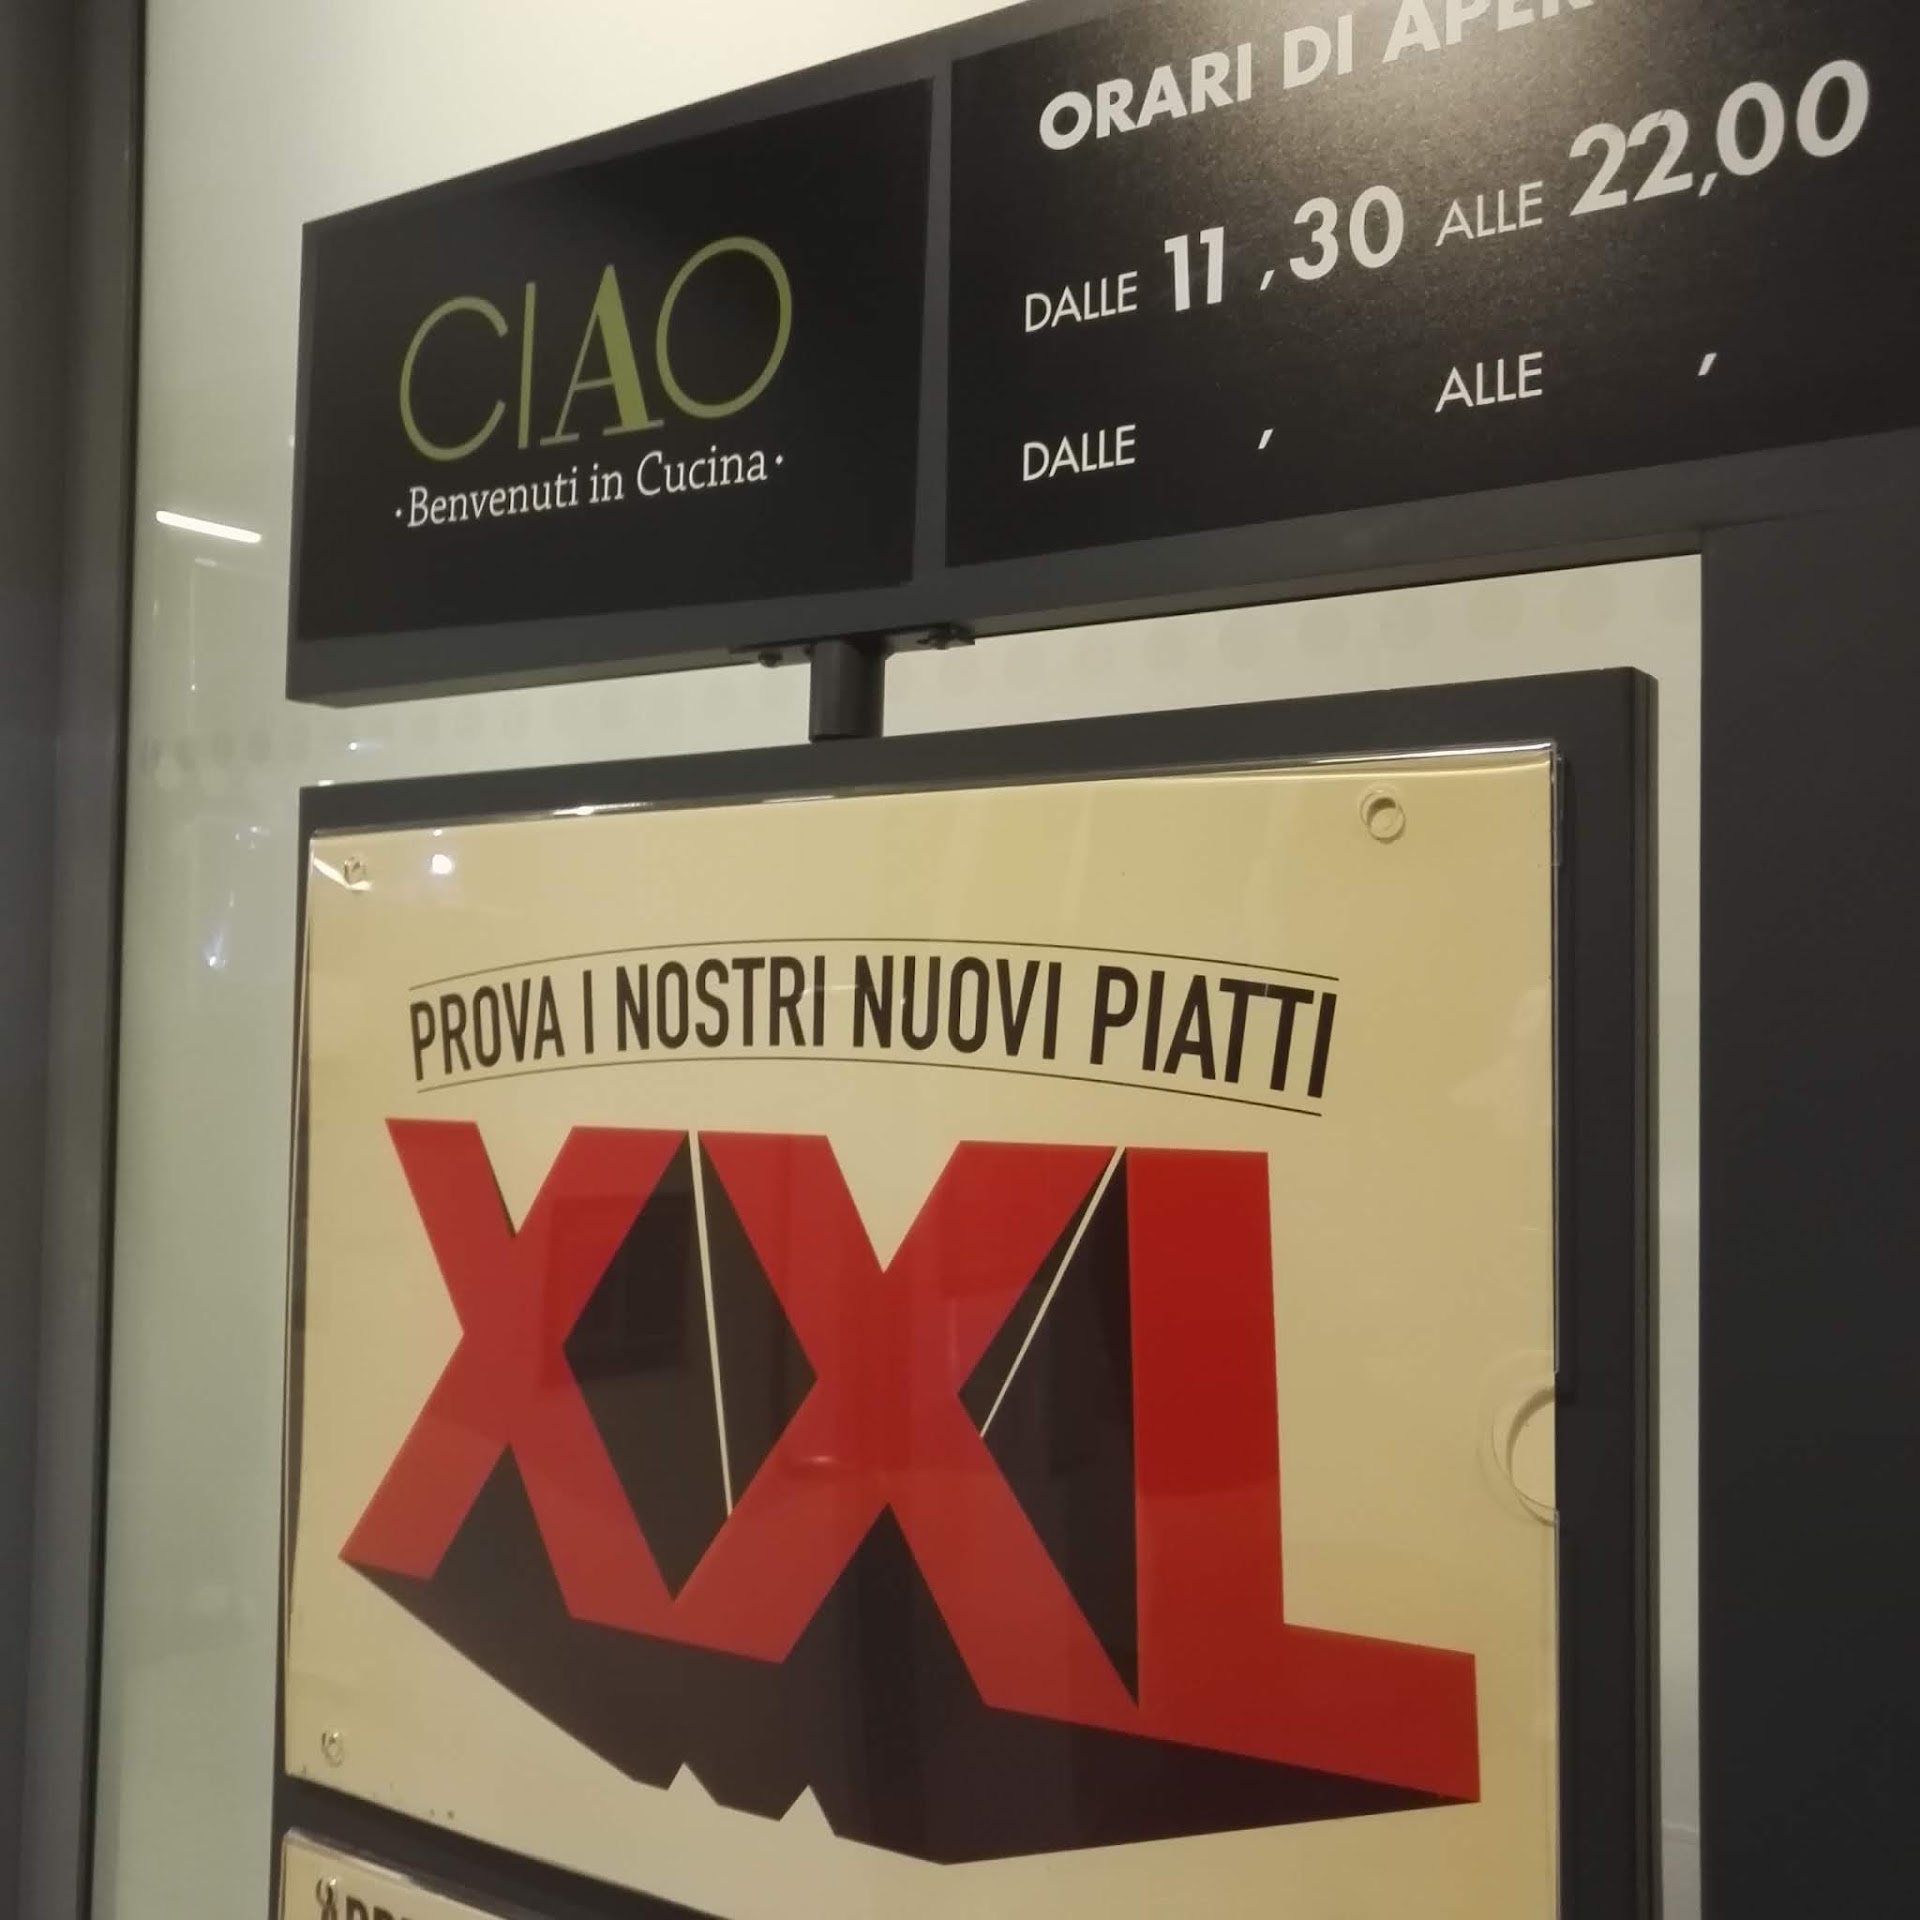 CIAO
·Benvenuti in Cucina·
ORARI DI
DALLE 11,30 ALLE 22,00
DALLE , ALLE ,
PROVA I NOSTRI NUOVI PIATTI
XXL